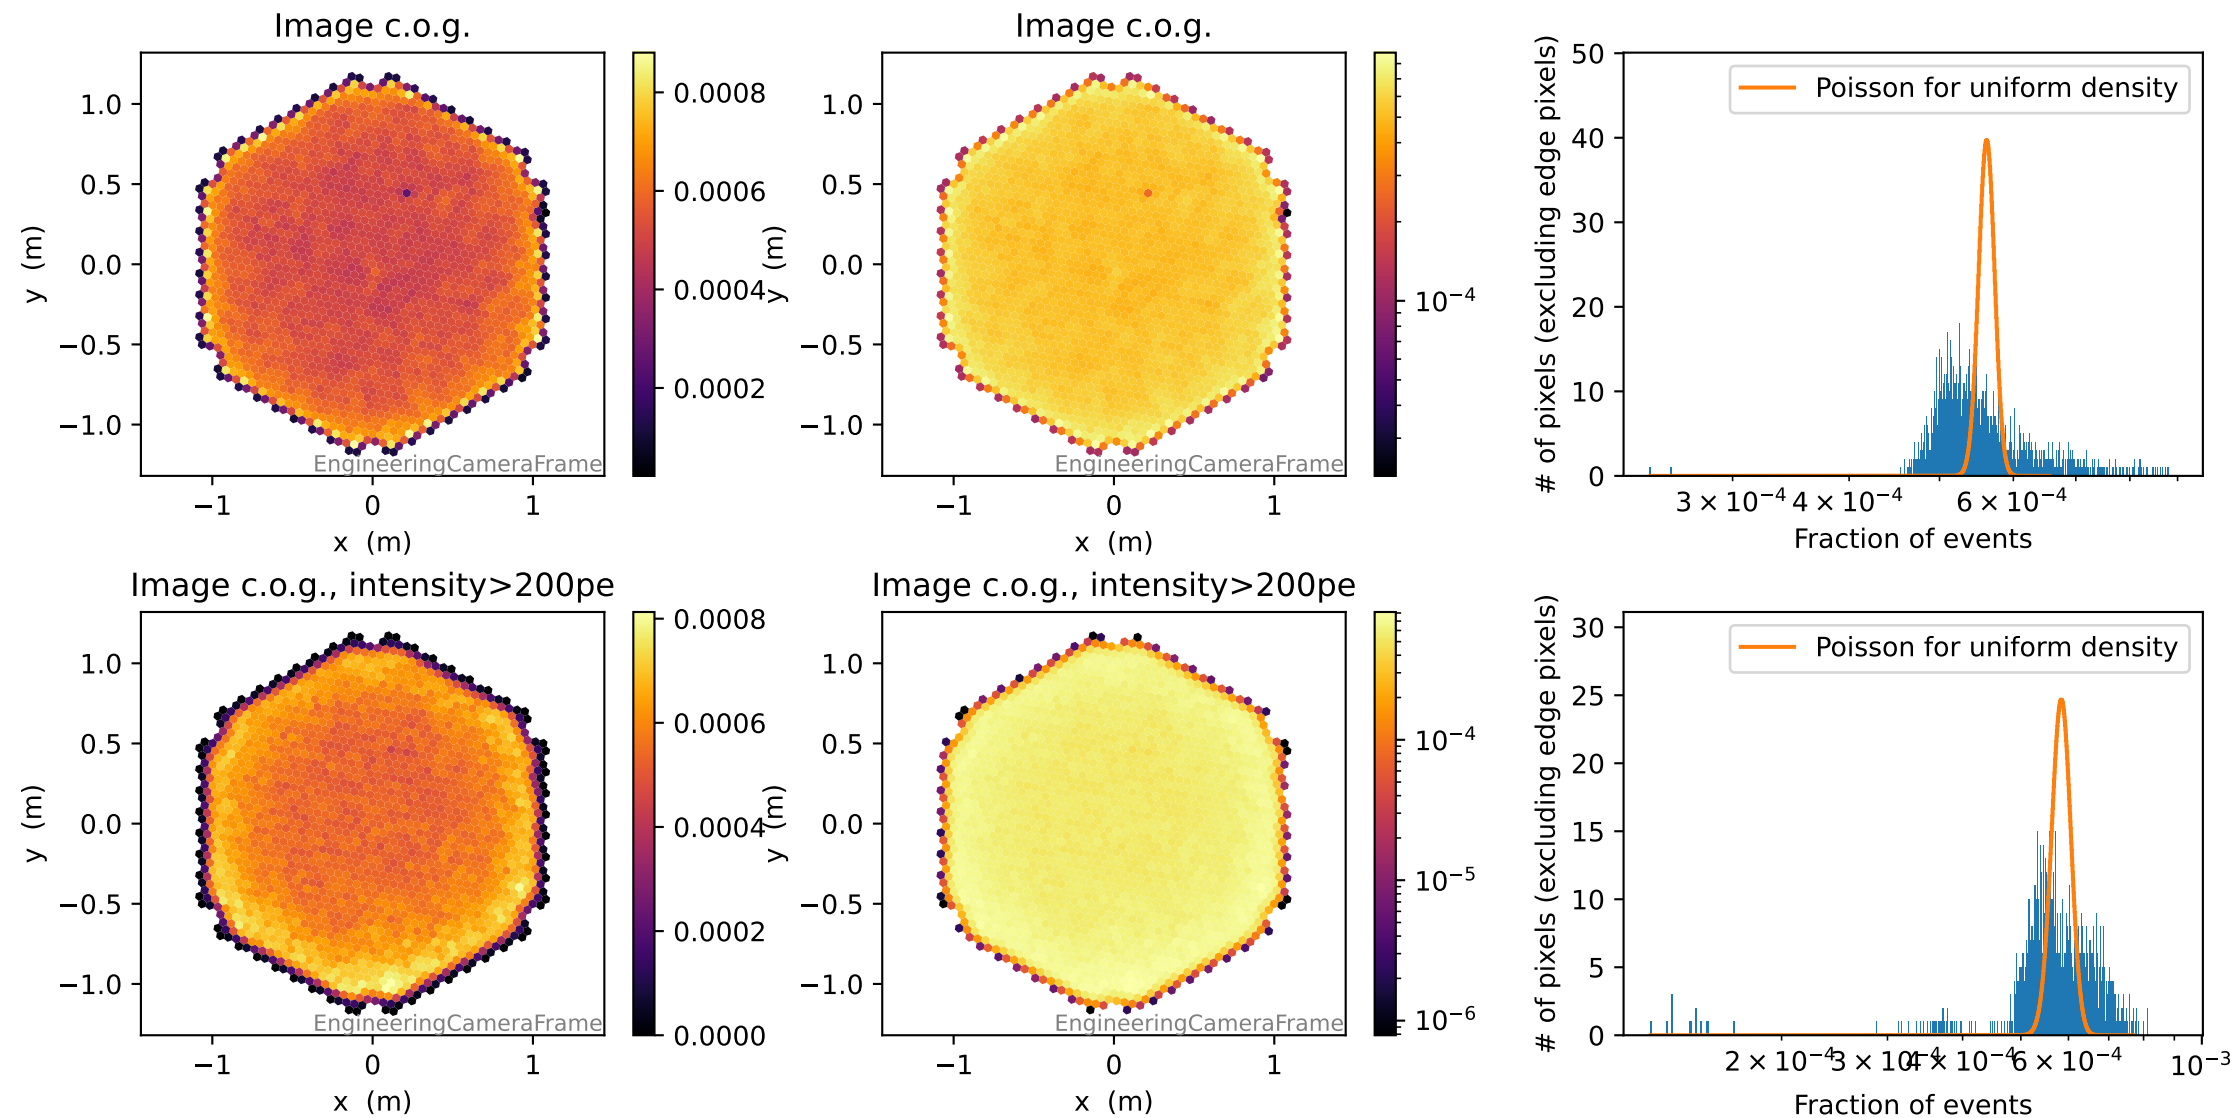 Image c.o.g.
y (m)
1.0
0.5
0.0
−0.5
−1.0
−1
0
1
x (m)
EngineeringCameraFrame
0.0008
0.0006
0.0004
0.0002
Image c.o.g.
y (m)
1.0
0.5
0.0
−0.5
−1.0
−1
0
1
x (m)
EngineeringCameraFrame
10⁻⁴
# of pixels (excluding edge pixels)
50
40
30
20
10
0
Poisson for uniform density
3 × 10⁻⁴
4 × 10⁻⁴
6 × 10⁻⁴
Fraction of events
Image c.o.g., intensity>200pe
y (m)
1.0
0.5
0.0
−0.5
−1.0
−1
0
1
x (m)
EngineeringCameraFrame
0.0008
0.0006
0.0004
0.0002
0.0000
Image c.o.g., intensity>200pe
y (m)
1.0
0.5
0.0
−0.5
−1.0
−1
0
1
x (m)
EngineeringCameraFrame
10⁻⁴
10⁻⁵
10⁻⁶
# of pixels (excluding edge pixels)
30
25
20
15
10
5
0
Poisson for uniform density
2 × 10⁻⁴
3 × 10⁻⁴
4 × 10⁻⁴
6 × 10⁻⁴
10⁻³
Fraction of events